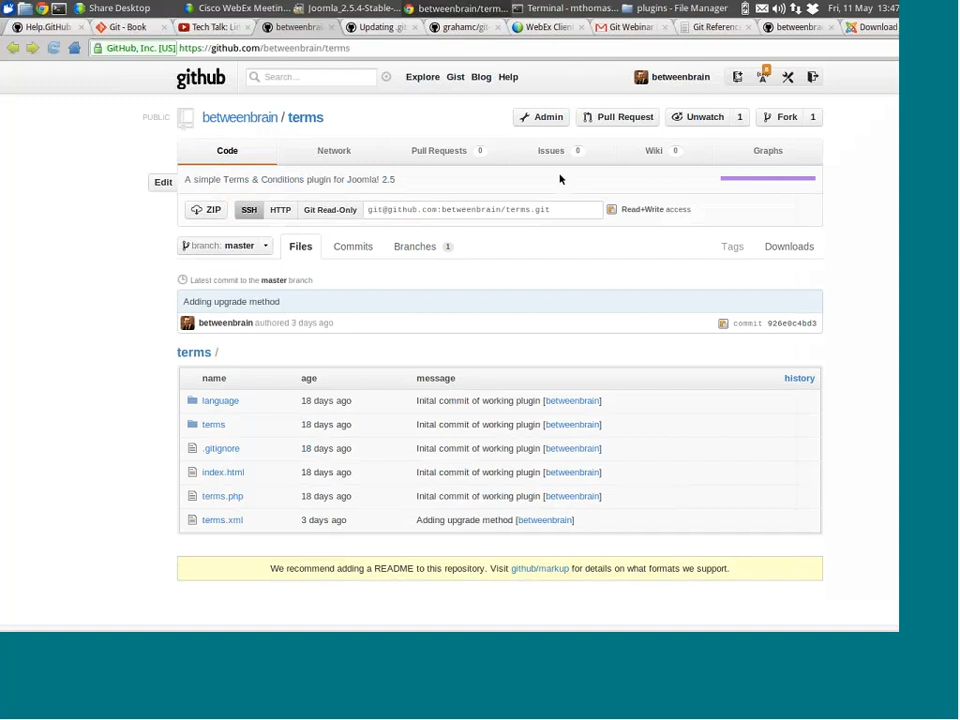 Share Desktop Cisco WebEx Meetin... Joomla_2.5.4-Stable-... betweenbrain/term... Terminal - mthomas... plugins - File Manager Fri, 11 May 13:47
Help.GitHub Git - Book Tech Talk: Li betweenbrain Updating .git grahamc/git WebEx Client Git Webinar Git Referenc betweenbrain Download
GitHub, Inc. [US] https://github.com/betweenbrain/terms
github Search... Explore Gist Blog Help betweenbrain 8
PUBLIC betweenbrain / terms Admin Pull Request Unwatch 1 Fork 1
Code Network Pull Requests 0 Issues 0 Wiki 0 Graphs
A simple Terms & Conditions plugin for Joomla! 2.5
Edit
ZIP SSH HTTP Git Read-Only git@github.com:betweenbrain/terms.git Read+Write access
branch: master Files Commits Branches 1 Tags Downloads
Latest commit to the master branch
Adding upgrade method
betweenbrain authored 3 days ago commit 926e0c4bd3
terms /
name age message history
language 18 days ago Inital commit of working plugin [betweenbrain]
terms 18 days ago Inital commit of working plugin [betweenbrain]
.gitignore 18 days ago Inital commit of working plugin [betweenbrain]
index.html 18 days ago Inital commit of working plugin [betweenbrain]
terms.php 18 days ago Inital commit of working plugin [betweenbrain]
terms.xml 3 days ago Adding upgrade method [betweenbrain]
We recommend adding a README to this repository. Visit github/markup for details on what formats we support.